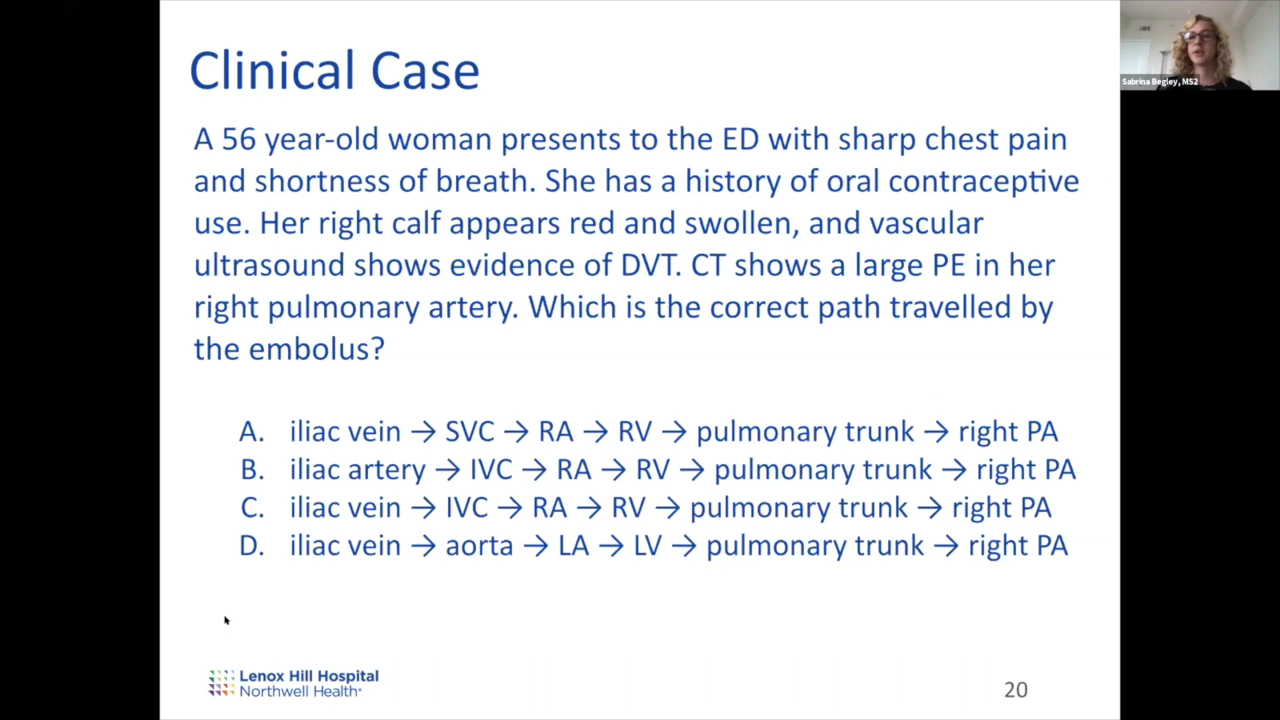 Clinical Case
Sabrina Begley, MS2
A 56 year-old woman presents to the ED with sharp chest pain
and shortness of breath. She has a history of oral contraceptive
use. Her right calf appears red and swollen, and vascular
ultrasound shows evidence of DVT. CT shows a large PE in her
right pulmonary artery. Which is the correct path travelled by
the embolus?
A. iliac vein → SVC → RA → RV → pulmonary trunk → right PA
B. iliac artery → IVC → RA → RV → pulmonary trunk → right PA
C. iliac vein → IVC → RA → RV → pulmonary trunk → right PA
D. iliac vein → aorta → LA → LV → pulmonary trunk → right PA
Lenox Hill Hospital
Northwell Health
20